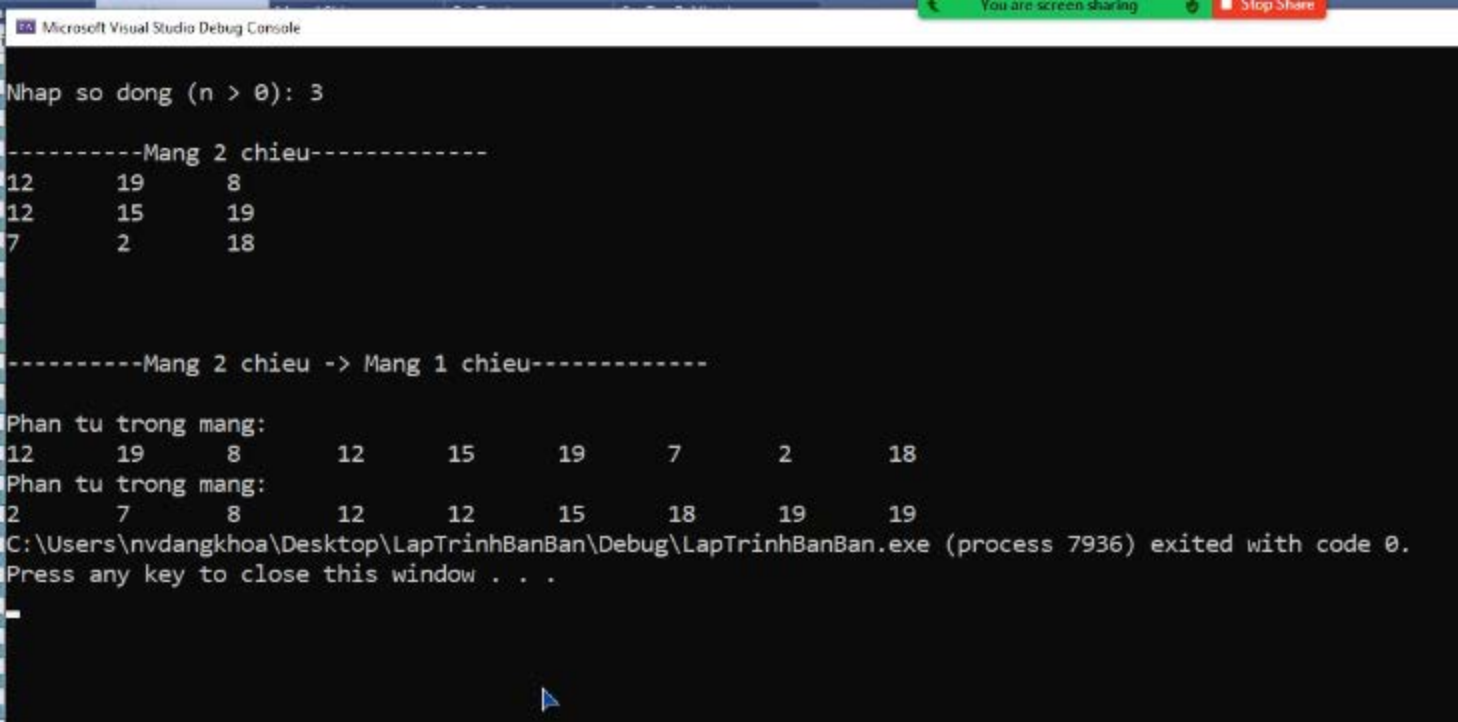 You are screen sharing Stop Share
Microsoft Visual Studio Debug Console
Nhap so dong (n > 0): 3
----------Mang 2 chieu-------------
12 19 8
12 15 19
7 2 18
----------Mang 2 chieu -> Mang 1 chieu-------------
Phan tu trong mang:
12 19 8 12 15 19 7 2 18
Phan tu trong mang:
2 7 8 12 12 15 18 19 19
C:\Users\nvdangkhoa\Desktop\LapTrinhBanBan\Debug\LapTrinhBanBan.exe (process 7936) exited with code 0.
Press any key to close this window . . .